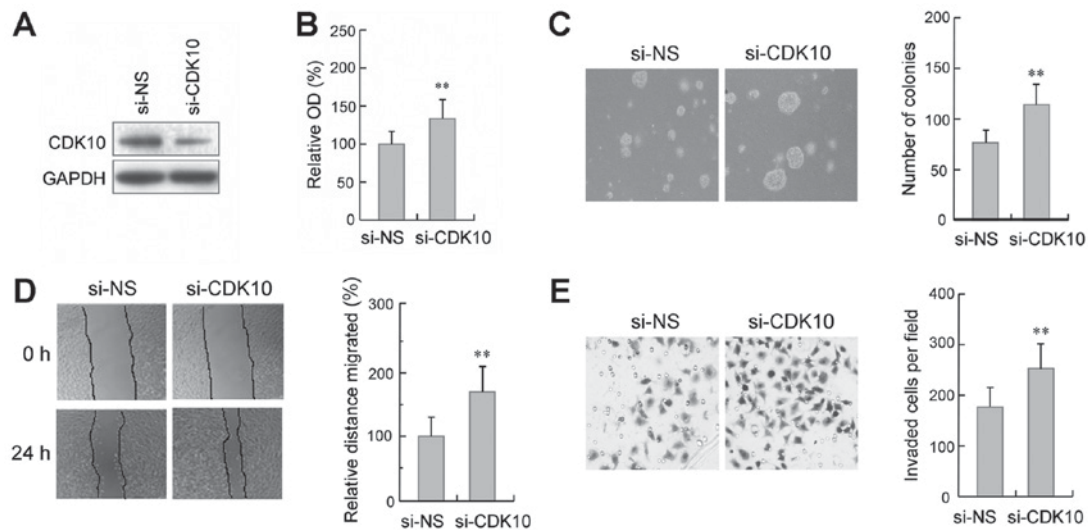 A
si-NS
si-CDK10
CDK10
GAPDH
B
Relative OD (%)
250
200
150
100
50
0
si-NS
si-CDK10
**
C
si-NS
si-CDK10
Number of colonies
200
150
100
50
0
si-NS
si-CDK10
**
D
si-NS
si-CDK10
0 h
24 h
Relative distance migrated (%)
300
200
100
0
si-NS
si-CDK10
**
E
si-NS
si-CDK10
Invaded cells per field
400
300
200
100
0
si-NS
si-CDK10
**